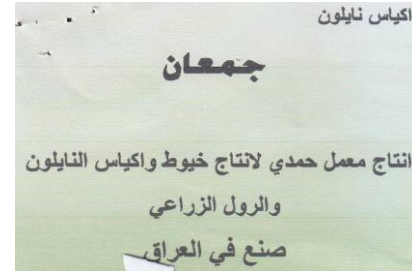 اكياس نايلون
جمعان
انتاج معمل حمدي لانتاج خيوط واكياس النايلون
والرول الزراعي
صنع في العراق